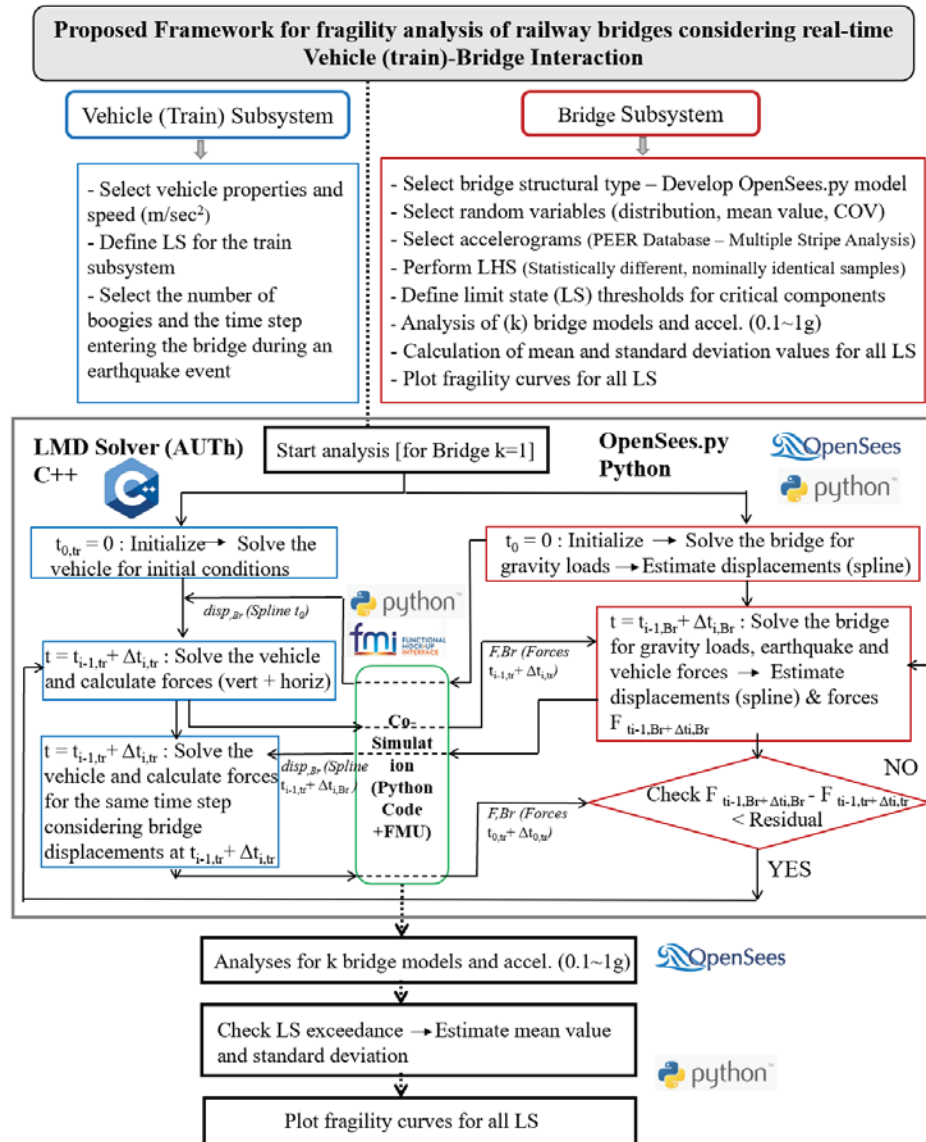 Proposed Framework for fragility analysis of railway bridges considering real-time
Vehicle (train)-Bridge Interaction
Vehicle (Train) Subsystem
- Select vehicle properties and
speed (m/sec²)
- Define LS for the train
subsystem
- Select the number of
boogies and the time step
entering the bridge during an
earthquake event
Bridge Subsystem
- Select bridge structural type – Develop OpenSees.py model
- Select random variables (distribution, mean value, COV)
- Select accelerograms (PEER Database – Multiple Stripe Analysis)
- Perform LHS (Statistically different, nominally identical samples)
- Define limit state (LS) thresholds for critical components
- Analysis of (k) bridge models and accel. (0.1~1g)
- Calculation of mean and standard deviation values for all LS
- Plot fragility curves for all LS
LMD Solver (AUTh)
C++
C++
Start analysis [for Bridge k=1]
OpenSees.py
Python
OpenSees
python™
t0,tr = 0 : Initialize → Solve the
vehicle for initial conditions
t0 = 0 : Initialize → Solve the bridge for
gravity loads → Estimate displacements (spline)
disp,Br (Spline t0)
python™
fmi FUNCTIONAL
MOCK-UP
INTERFACE
t = ti-1,tr + Δti,tr : Solve the vehicle
and calculate forces (vert + horiz)
F,Br (Forces
ti-1,tr + Δti,tr)
t = ti-1,Br + Δti,Br : Solve the bridge
for gravity loads, earthquake and
vehicle forces → Estimate
displacements (spline) & forces
F ti-1,Br+ Δti,Br
Co-
Simulat
ion
(Python
Code
+FMU)
t = ti-1,tr + Δti,tr : Solve the
vehicle and calculate forces
for the same time step
considering bridge
displacements at ti-1,tr + Δti,tr
disp,Br (Spline
ti-1,tr + Δti,Br)
F,Br (Forces
t0,tr + Δt0,tr)
NO
Check F ti-1,Br+ Δti,Br - F ti-1,tr+ Δti,tr
< Residual
YES
Analyses for k bridge models and accel. (0.1~1g)
OpenSees
Check LS exceedance → Estimate mean value
and standard deviation
python™
Plot fragility curves for all LS